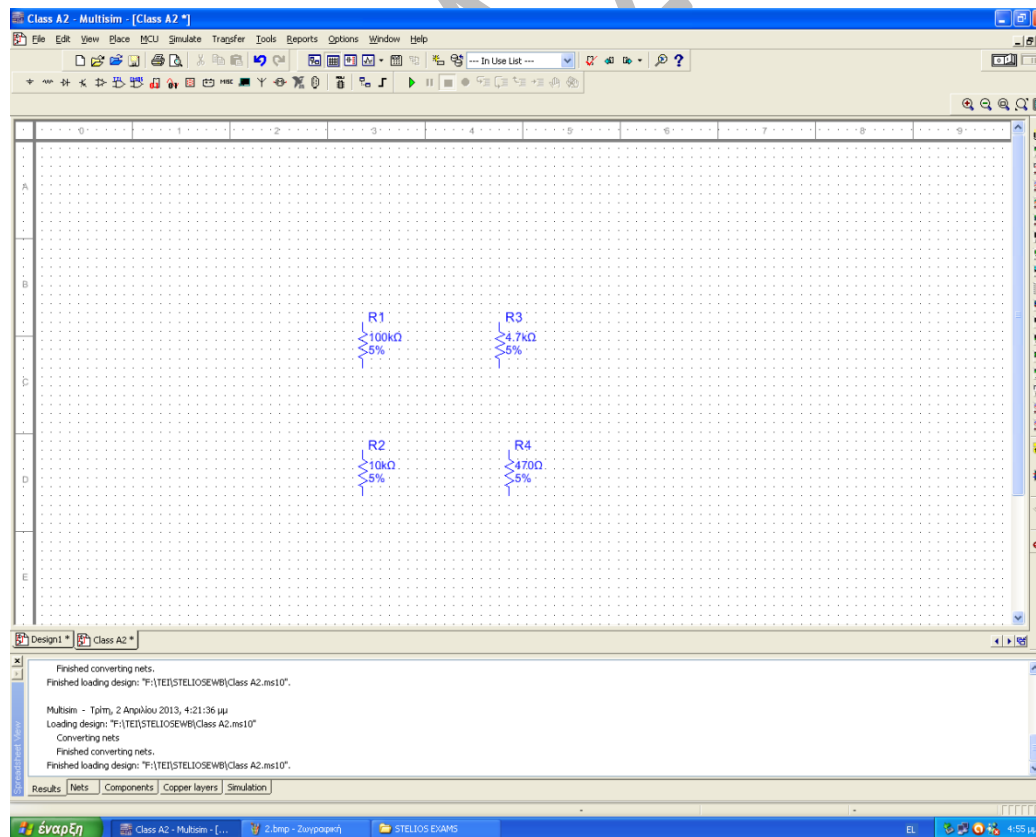 Class A2 - Multisim - [Class A2 *]
File Edit View Place MCU Simulate Transfer Tools Reports Options Window Help
--- In Use List ---
MISC
0 1 2 3 4 5 6 7 8 9
A
B
R1 R3
100kΩ 4.7kΩ
5% 5%
C
R2 R4
10kΩ 470Ω
5% 5%
D
E
Design1 * Class A2 *
Finished converting nets.
Finished loading design: "F:\TEI\STELIOSEWB\Class A2.ms10".
Multisim - Τρίτη, 2 Απριλίου 2013, 4:21:36 μμ
Loading design: "F:\TEI\STELIOSEWB\Class A2.ms10"
Converting nets
Finished converting nets.
Finished loading design: "F:\TEI\STELIOSEWB\Class A2.ms10".
Spreadsheet View
Results Nets Components Copper layers Simulation
έναρξη Class A2 - Multisim - [... 2.bmp - Ζωγραφική STELIOS EXAMS EL 4:55 μμ